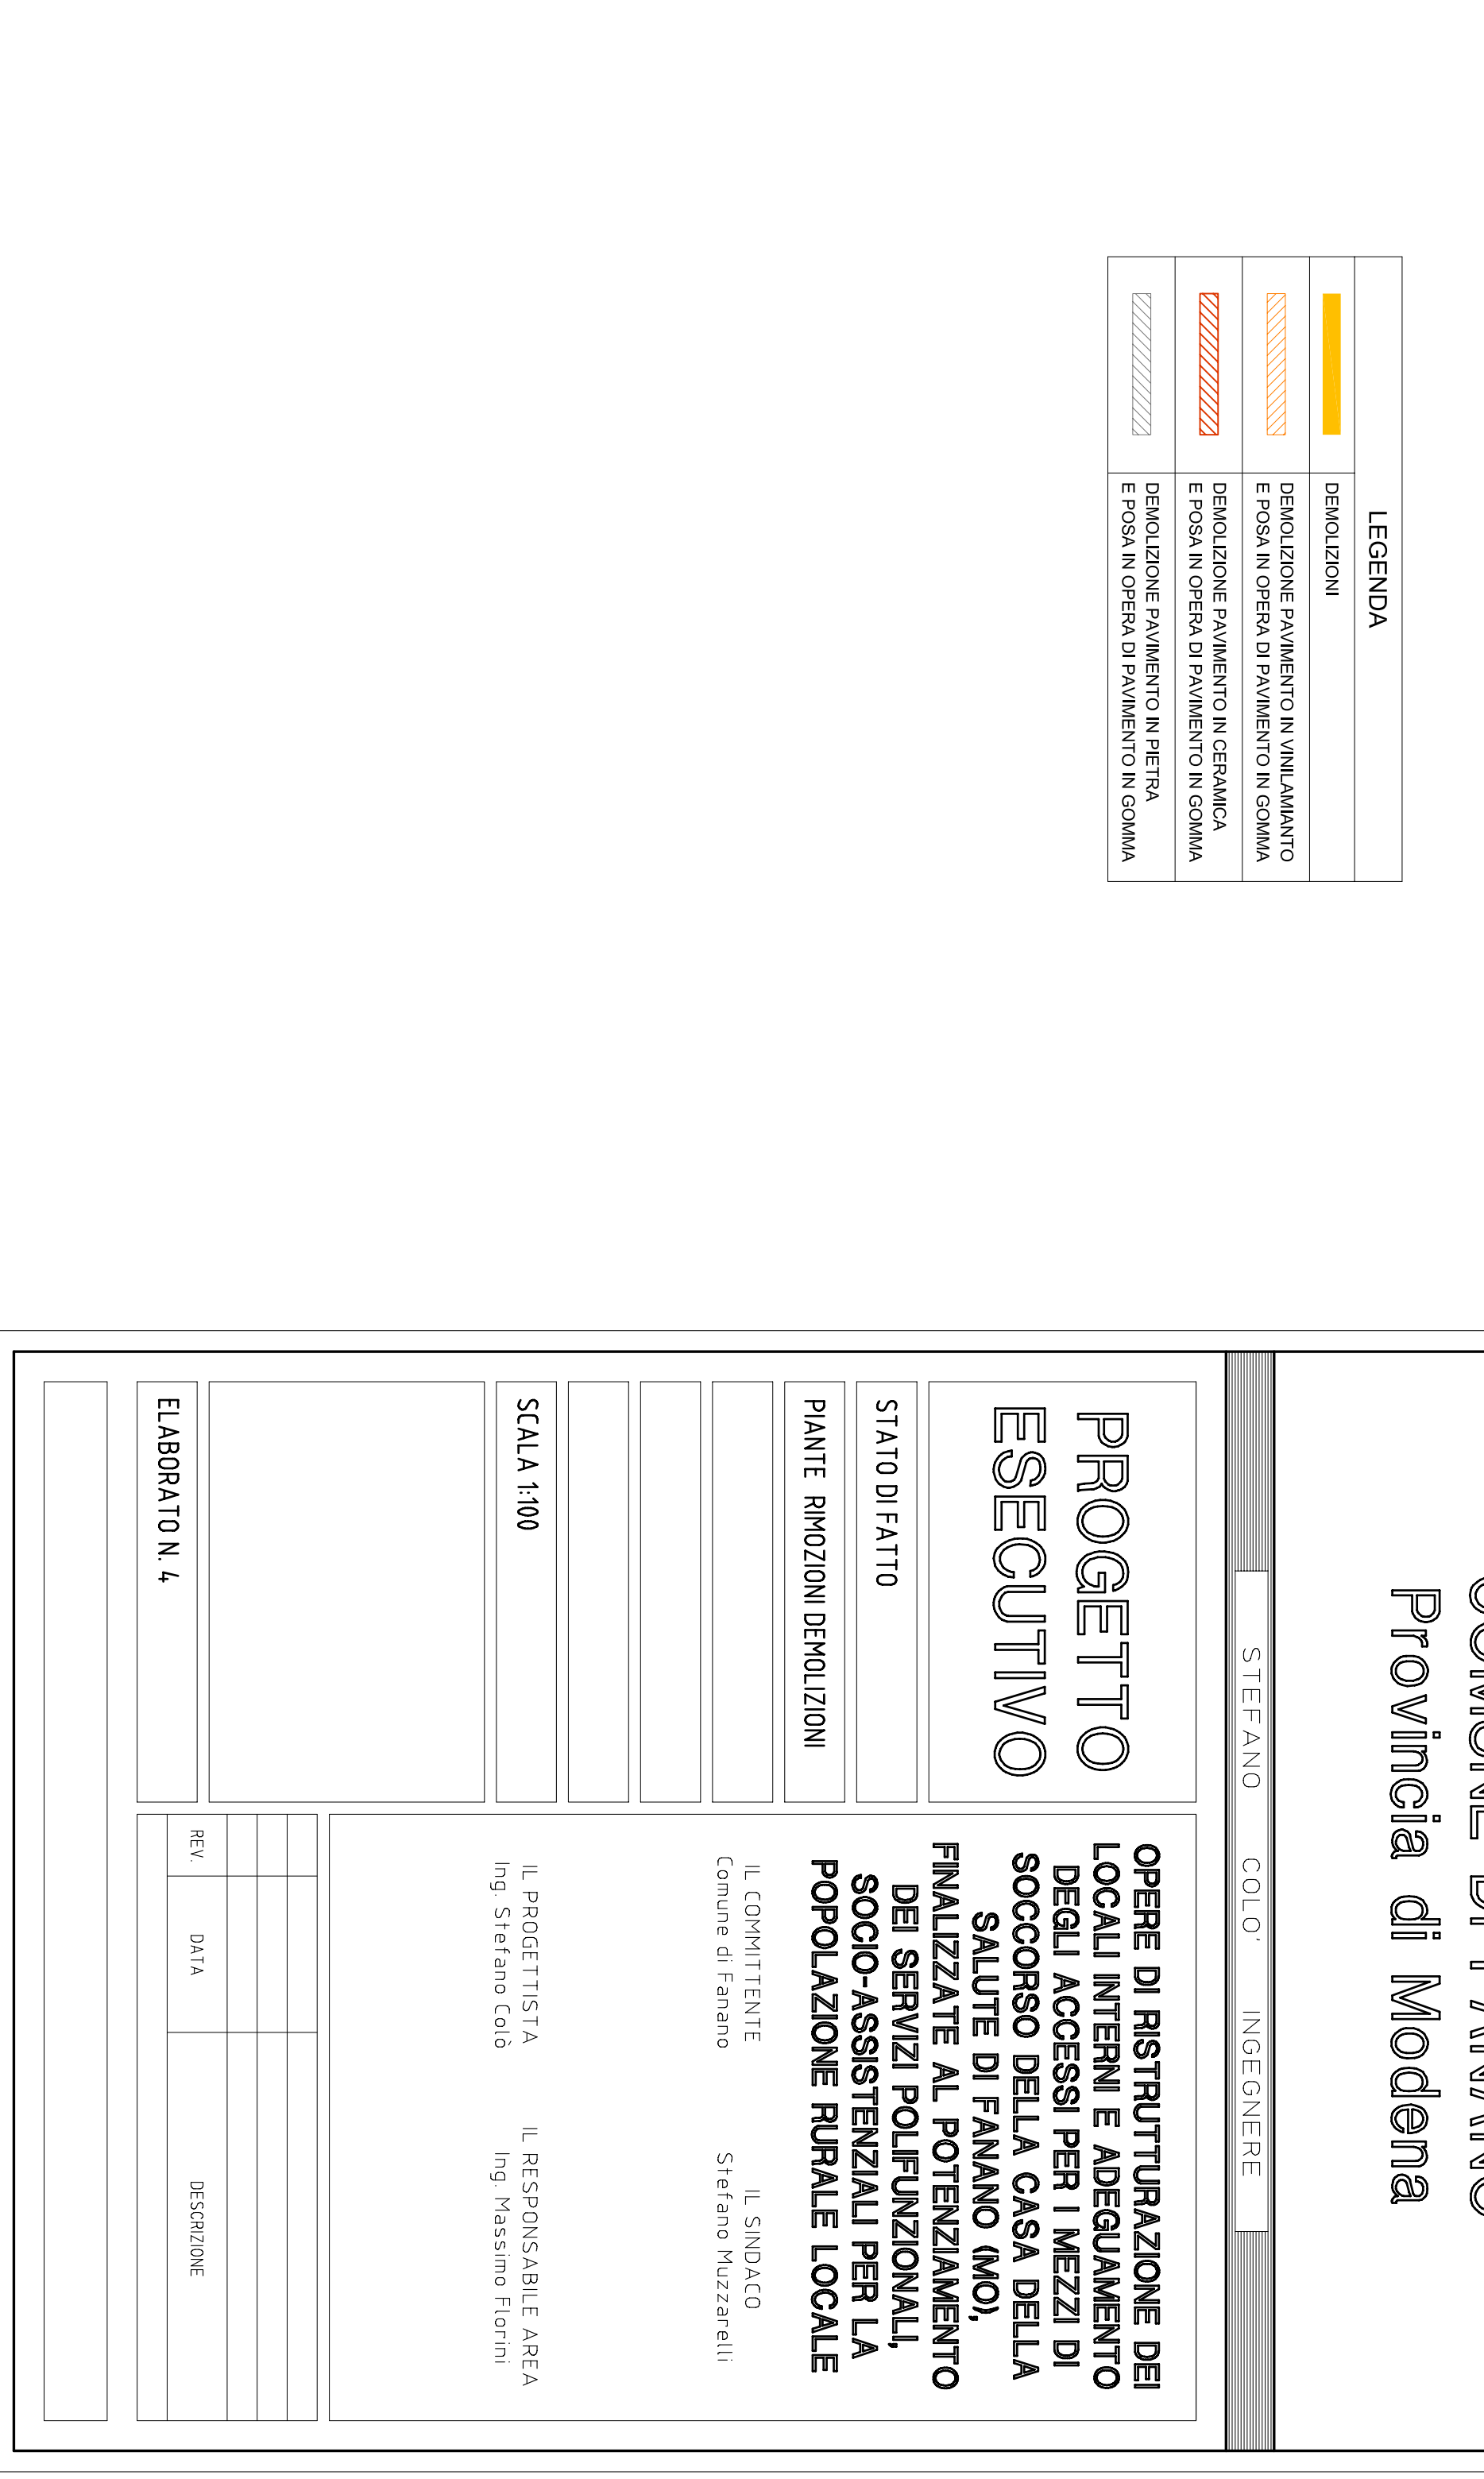 LEGENDA
DEMOLIZIONI
DEMOLIZIONE PAVIMENTO IN VINILAMIANTO
E POSA IN OPERA DI PAVIMENTO IN GOMMA
DEMOLIZIONE PAVIMENTO IN CERAMICA
E POSA IN OPERA DI PAVIMENTO IN GOMMA
DEMOLIZIONE PAVIMENTO IN PIETRA
E POSA IN OPERA DI PAVIMENTO IN GOMMA
COMUNE DI FANANO
Provincia di Modena
STEFANO COLO' INGEGNERE
PROGETTO
ESECUTIVO
STATO DI FATTO
PIANTE RIMOZIONI DEMOLIZIONI
SCALA 1:100
ELABORATO N. 4
OPERE DI RISTRUTTURAZIONE DEI
LOCALI INTERNI E ADEGUAMENTO
DEGLI ACCESSI PER I MEZZI DI
SOCCORSO DELLA CASA DELLA
SALUTE DI FANANO (MO),
FINALIZZATE AL POTENZIAMENTO
DEI SERVIZI POLIFUNZIONALI,
SOCIO-ASSISTENZIALI PER LA
POPOLAZIONE RURALE LOCALE
IL COMMITTENTE IL SINDACO
Comune di Fanano Stefano Muzzarelli
IL PROGETTISTA IL RESPONSABILE AREA
Ing. Stefano Colò Ing. Massimo Florini
REV. DATA DESCRIZIONE